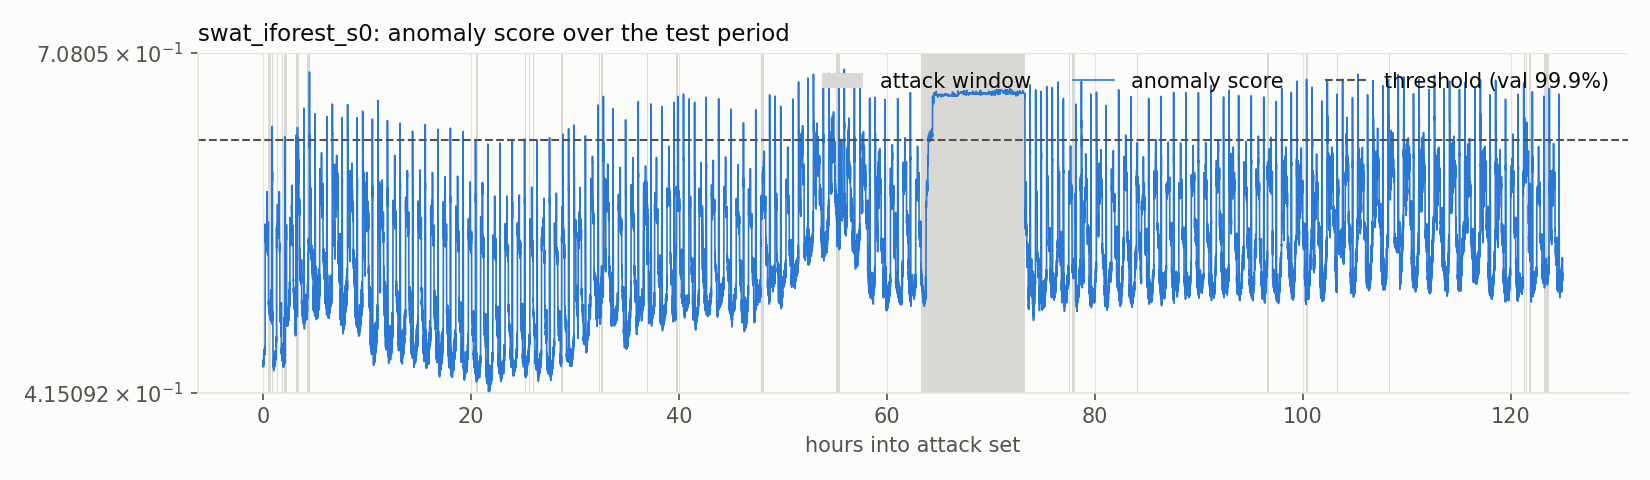 swat_iforest_s0: anomaly score over the test period
7.0805 × 10⁻¹
attack window
anomaly score
threshold (val 99.9%)
4.15092 × 10⁻¹
0 20 40 60 80 100 120
hours into attack set